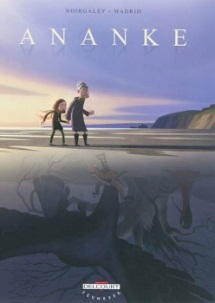 NOIRGALEY - MADRID
ANANKE
DELCOURT
JEUNESSE